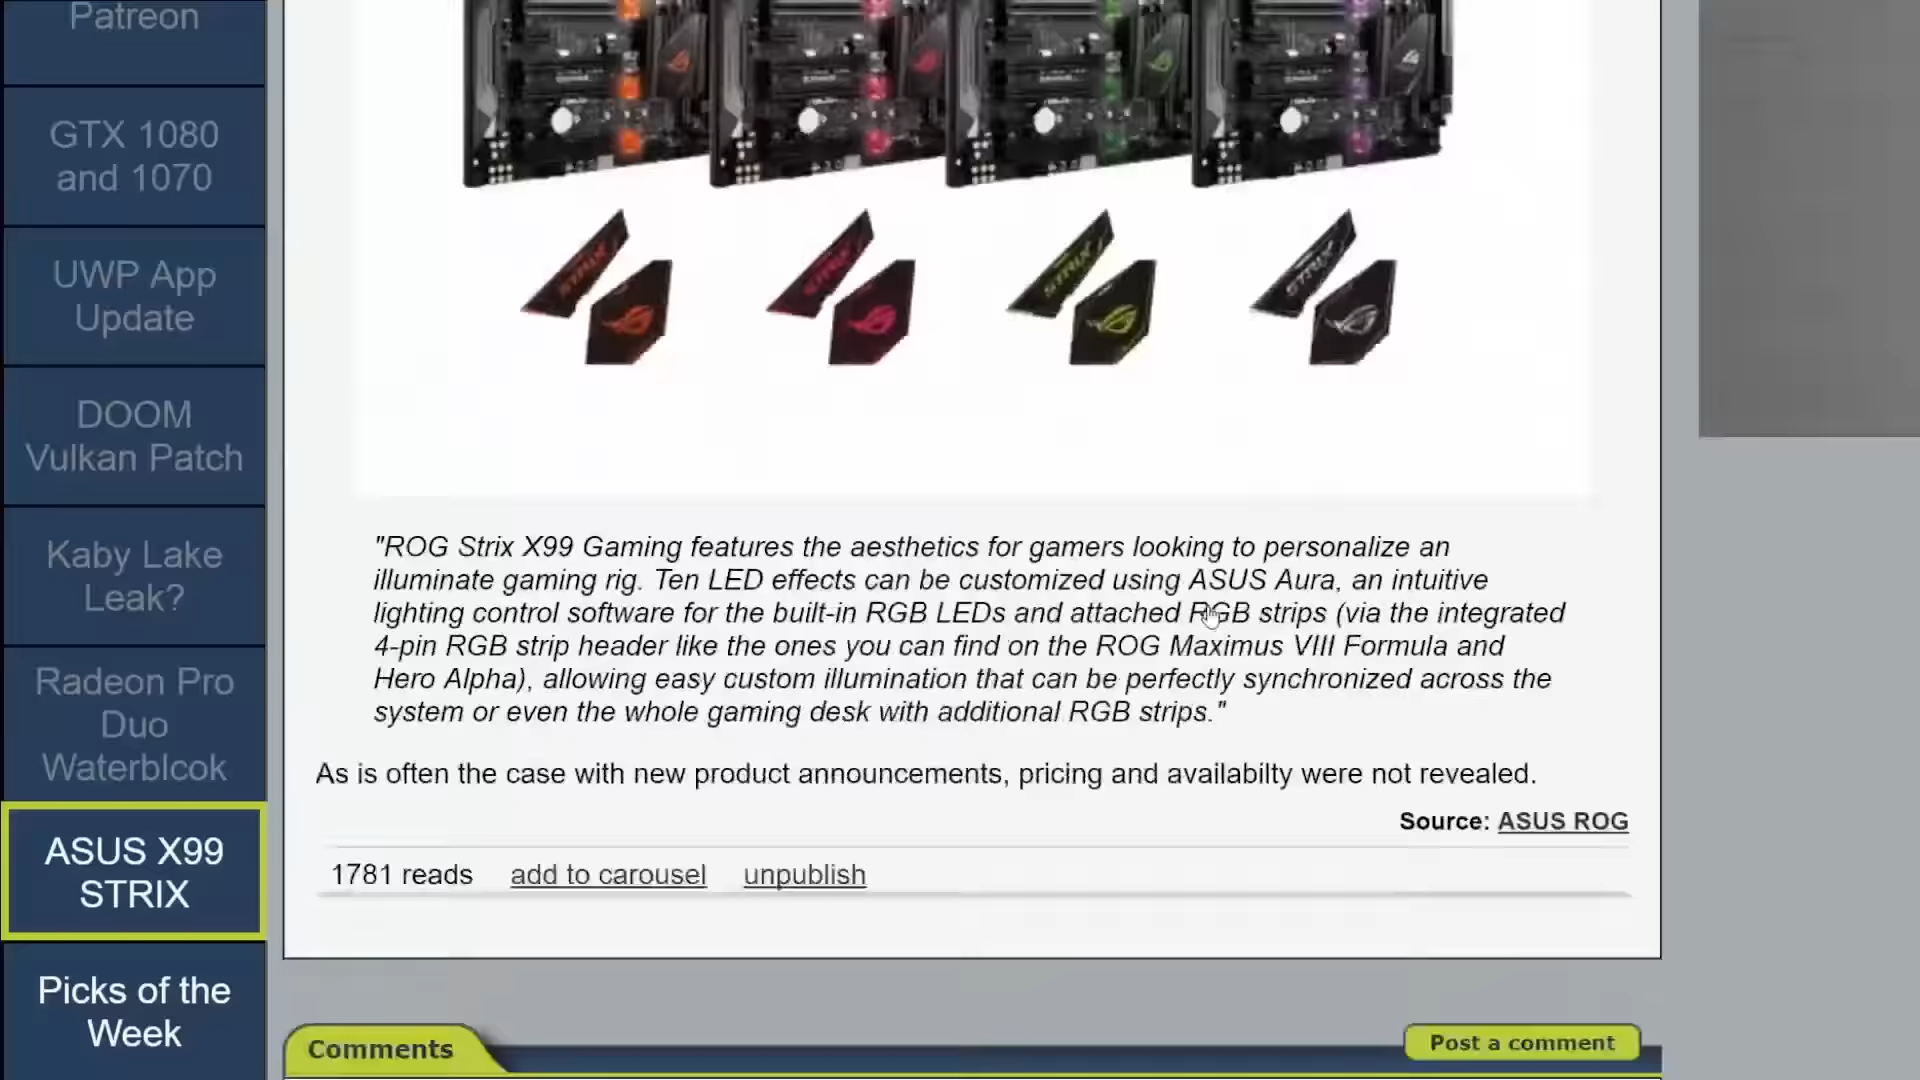 Patreon
GTX 1080
and 1070
UWP App
Update
DOOM
Vulkan Patch
Kaby Lake
Leak?
Radeon Pro
Duo
Waterblcok
ASUS X99
STRIX
Picks of the
Week
STRIX
STRIX
STRIX
STRIX
"ROG Strix X99 Gaming features the aesthetics for gamers looking to personalize an
illuminate gaming rig. Ten LED effects can be customized using ASUS Aura, an intuitive
lighting control software for the built-in RGB LEDs and attached RGB strips (via the integrated
4-pin RGB strip header like the ones you can find on the ROG Maximus VIII Formula and
Hero Alpha), allowing easy custom illumination that can be perfectly synchronized across the
system or even the whole gaming desk with additional RGB strips."
As is often the case with new product announcements, pricing and availabilty were not revealed.
Source: ASUS ROG
1781 reads add to carousel unpublish
Comments
Post a comment